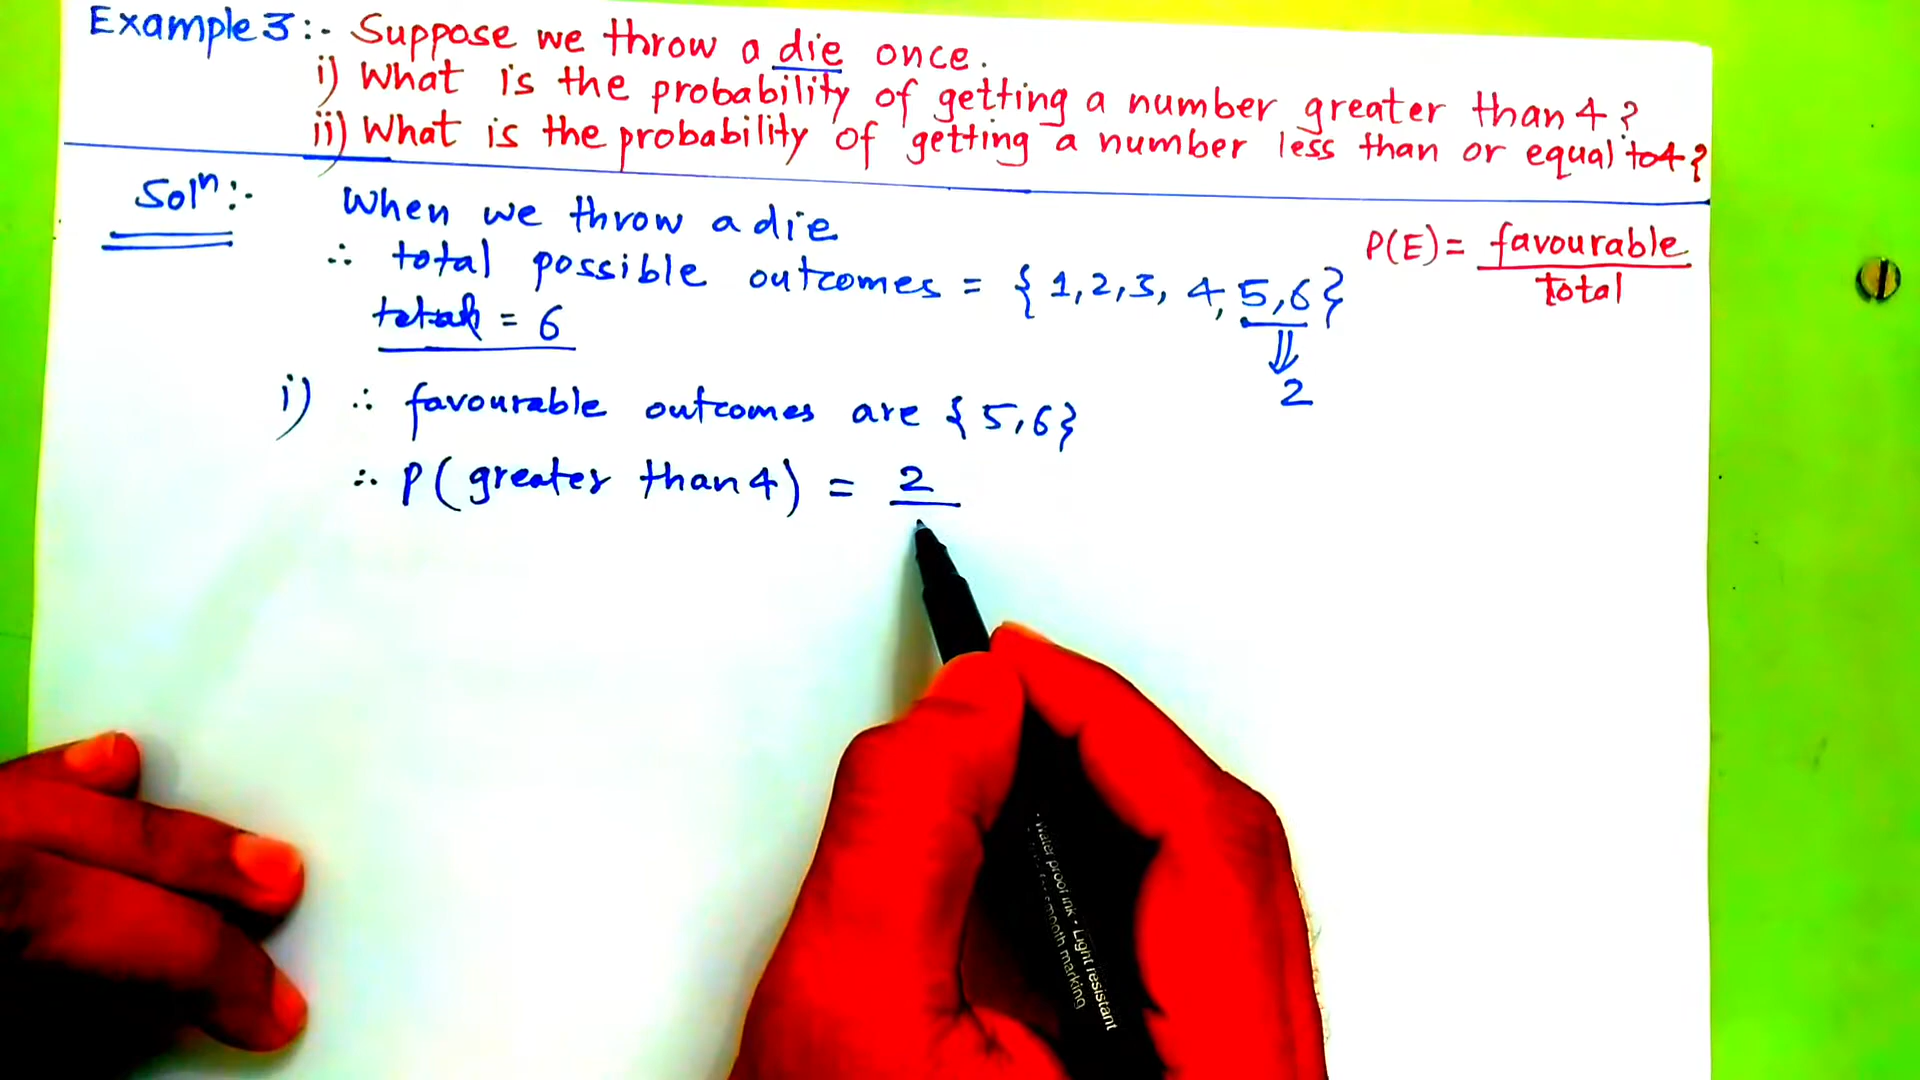 Example 3:- Suppose we throw a die once.
i) What is the probability of getting a number greater than 4?
ii) What is the probability of getting a number less than or equal to 4?
Solⁿ:- When we throw a die
∴ total possible outcomes = {1,2,3,4,5,6}
P(E) = favourable / total
total = 6
⇓
2
i) ∴ favourable outcomes are {5,6}
∴ P(greater than 4) = 2
Water proof ink - Light resistant
smooth marking